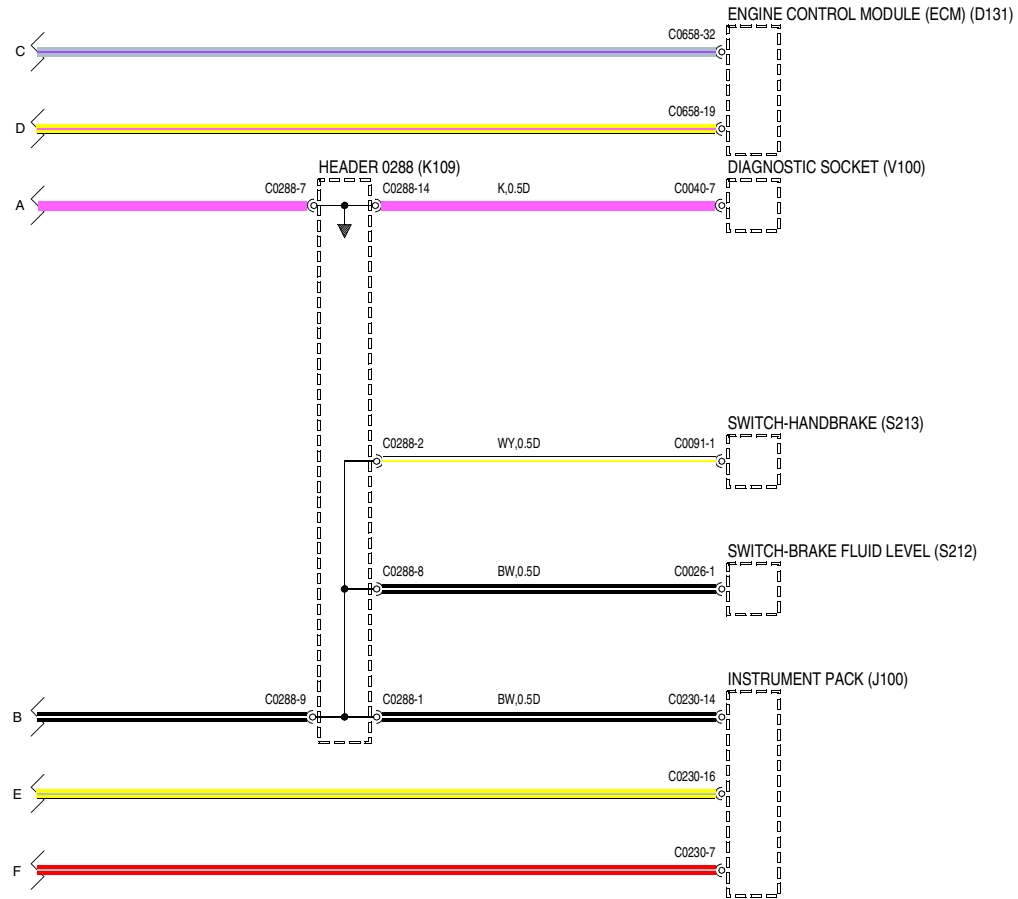 ENGINE CONTROL MODULE (ECM) (D131)
C0658-32
C
C0658-19
D
HEADER 0288 (K109)
DIAGNOSTIC SOCKET (V100)
C0288-7
C0288-14
K,0.5D
C0040-7
A
SWITCH-HANDBRAKE (S213)
C0288-2
WY,0.5D
C0091-1
SWITCH-BRAKE FLUID LEVEL (S212)
C0288-8
BW,0.5D
C0026-1
INSTRUMENT PACK (J100)
C0288-9
C0288-1
BW,0.5D
C0230-14
B
C0230-16
E
C0230-7
F